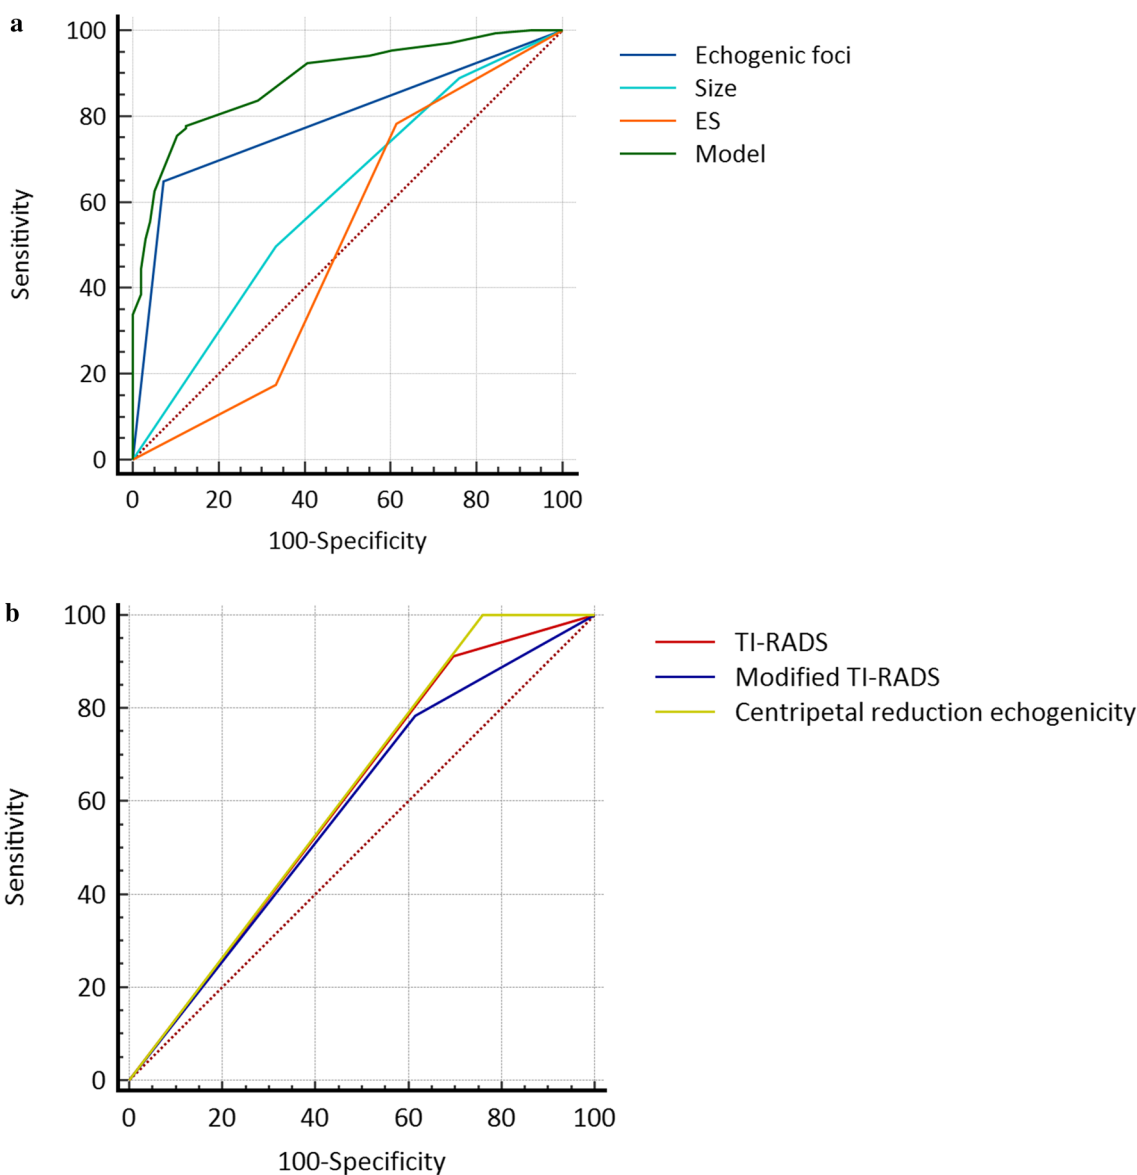 a
100
80
60
40
20
0
Sensitivity
0 20 40 60 80 100
100-Specificity
Echogenic foci
Size
ES
Model
b
100
80
60
40
20
0
Sensitivity
0 20 40 60 80 100
100-Specificity
TI-RADS
Modified TI-RADS
Centripetal reduction echogenicity